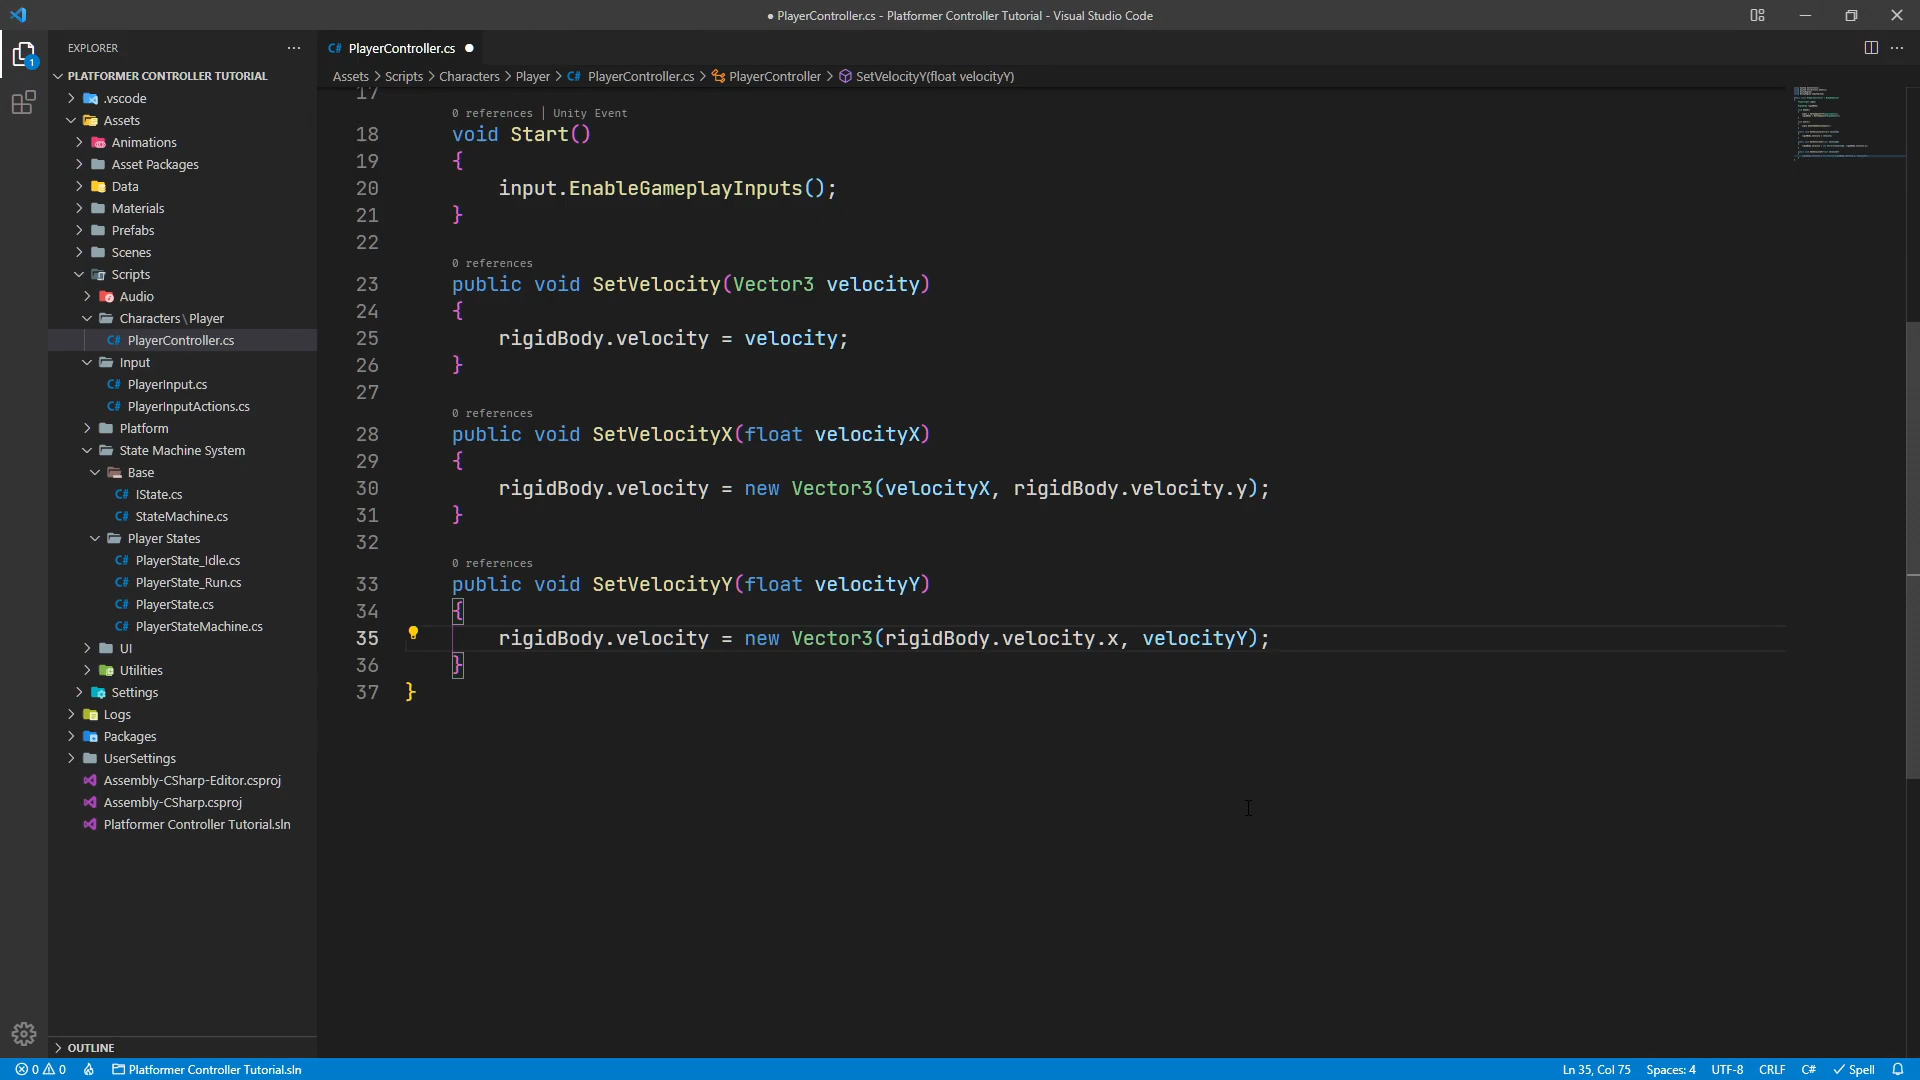 ● PlayerController.cs - Platformer Controller Tutorial - Visual Studio Code
EXPLORER
PLATFORMER CONTROLLER TUTORIAL
.vscode
Assets
Animations
Asset Packages
Data
Materials
Prefabs
Scenes
Scripts
Audio
Characters\Player
C# PlayerController.cs
Input
C# PlayerInput.cs
C# PlayerInputActions.cs
Platform
State Machine System
Base
C# IState.cs
C# StateMachine.cs
Player States
C# PlayerState_Idle.cs
C# PlayerState_Run.cs
C# PlayerState.cs
C# PlayerStateMachine.cs
UI
Utilities
Settings
Logs
Packages
UserSettings
Assembly-CSharp-Editor.csproj
Assembly-CSharp.csproj
Platformer Controller Tutorial.sln
OUTLINE
1
C# PlayerController.cs ●
Assets > Scripts > Characters > Player > C# PlayerController.cs > PlayerController > SetVelocityY(float velocityY)
17
0 references | Unity Event
18 void Start()
19 {
20 input.EnableGameplayInputs();
21 }
22
0 references
23 public void SetVelocity(Vector3 velocity)
24 {
25 rigidBody.velocity = velocity;
26 }
27
0 references
28 public void SetVelocityX(float velocityX)
29 {
30 rigidBody.velocity = new Vector3(velocityX, rigidBody.velocity.y);
31 }
32
0 references
33 public void SetVelocityY(float velocityY)
34 {
35 rigidBody.velocity = new Vector3(rigidBody.velocity.x, velocityY);
36 }
37 }
0 0 Platformer Controller Tutorial.sln Ln 35, Col 75 Spaces: 4 UTF-8 CRLF C# Spell